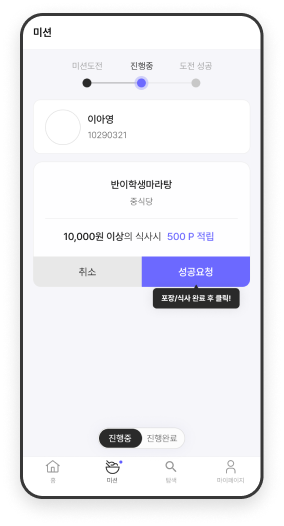 미션
미션도전 진행중 도전 성공
이아영
10290321
반이학생마라탕
중식당
10,000원 이상의 식사시 500 P 적립
취소 성공요청
포장/식사 완료 후 클릭!
진행중 진행완료
홈 미션 탐색 마이페이지